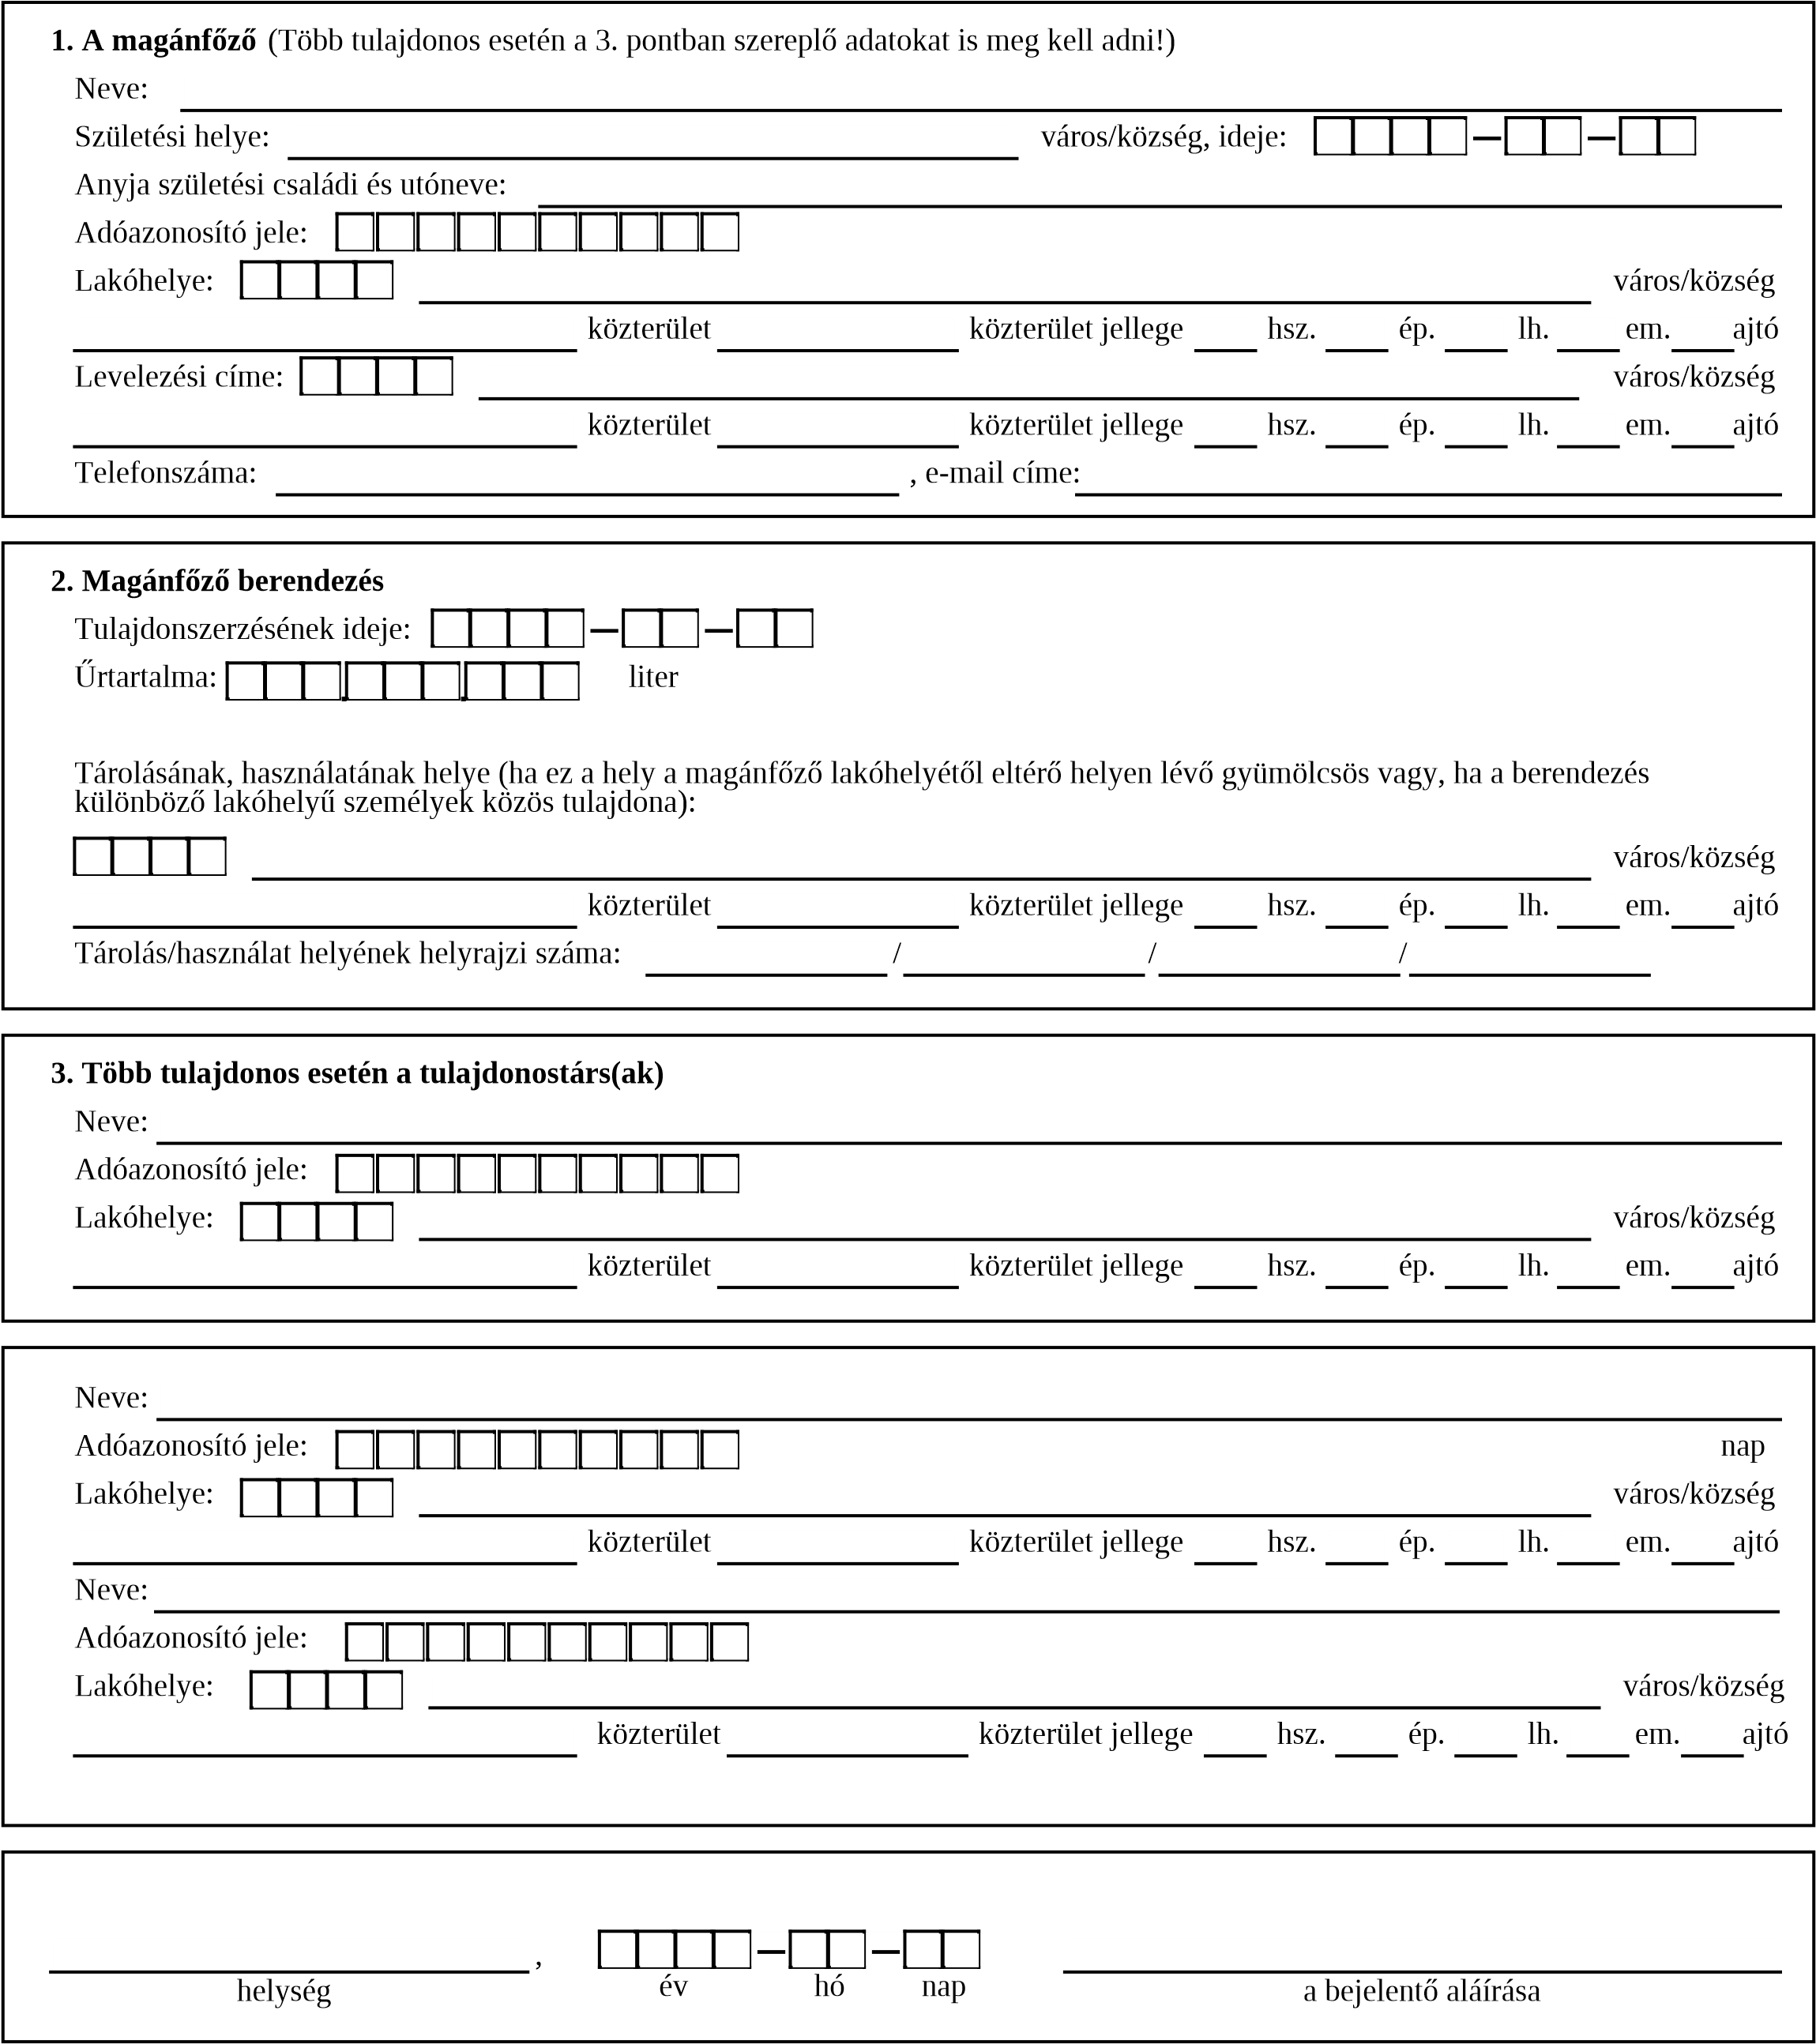 1. A magánfőző (Több tulajdonos esetén a 3. pontban szereplő adatokat is meg kell adni!)
Neve:
Születési helye: város/község, ideje:
Anyja születési családi és utóneve:
Adóazonosító jele:
Lakóhelye: város/község
közterület közterület jellege hsz. ép. lh. em. ajtó
Levelezési címe: város/község
közterület közterület jellege hsz. ép. lh. em. ajtó
Telefonszáma: , e-mail címe:
2. Magánfőző berendezés
Tulajdonszerzésének ideje:
Űrtartalma: liter
Tárolásának, használatának helye (ha ez a hely a magánfőző lakóhelyétől eltérő helyen lévő gyümölcsös vagy, ha a berendezés
különböző lakóhelyű személyek közös tulajdona):
város/község
közterület közterület jellege hsz. ép. lh. em. ajtó
Tárolás/használat helyének helyrajzi száma: / / /
3. Több tulajdonos esetén a tulajdonostárs(ak)
Neve:
Adóazonosító jele:
Lakóhelye: város/község
közterület közterület jellege hsz. ép. lh. em. ajtó
Neve:
Adóazonosító jele: nap
Lakóhelye: város/község
közterület közterület jellege hsz. ép. lh. em. ajtó
Neve:
Adóazonosító jele:
Lakóhelye: város/község
közterület közterület jellege hsz. ép. lh. em. ajtó
,
helység év hó nap a bejelentő aláírása